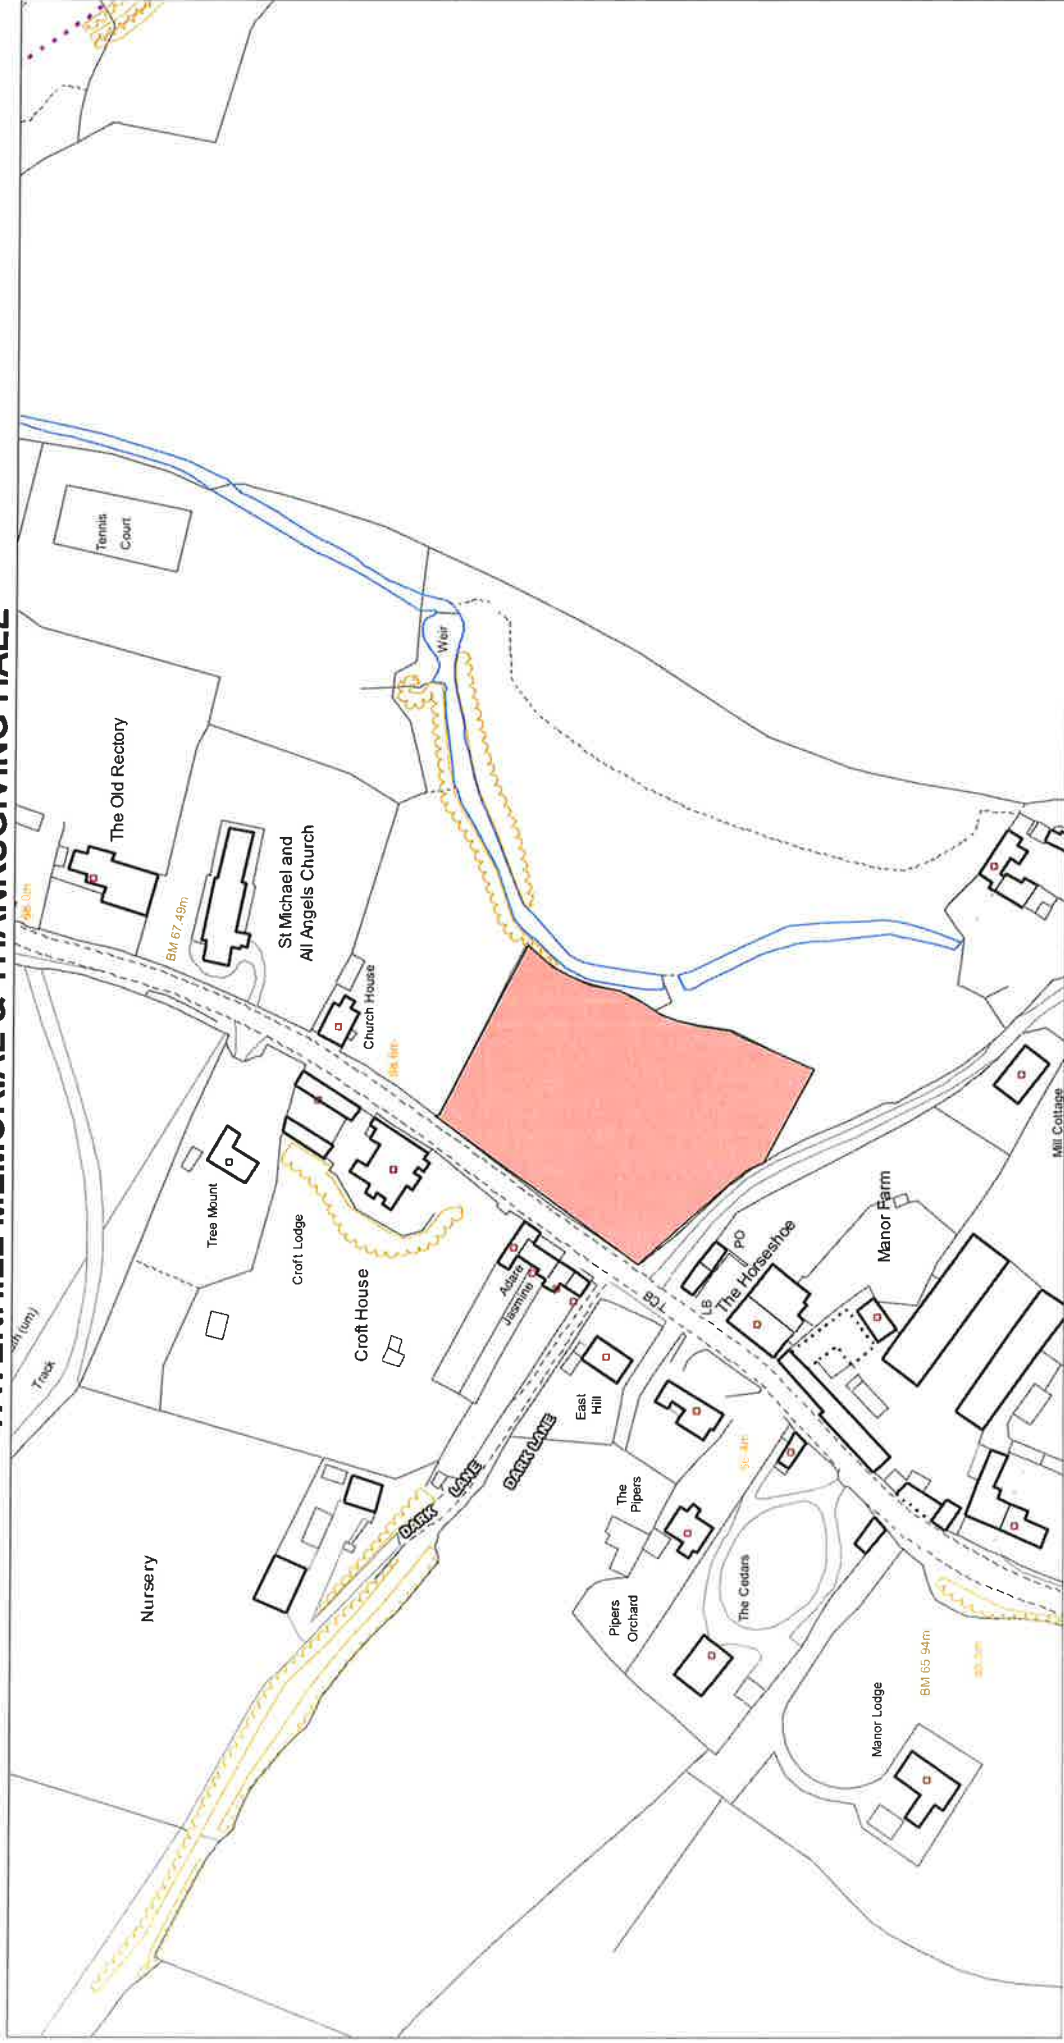 Tennis
Court
The Old Rectory
BM 67.49m
St Michael and
All Angels Church
Weir
Church House
Tree Mount
Croft Lodge
Croft House
Track
Adare
Jasmine
TCB
LB
PO
The Horseshoe
Manor Farm
Mill Cottage
East
Hill
DARK LANE
DARK LANE
Nursery
The
Pipers
Pipers
Orchard
The Cedars
Manor Lodge
BM 65.94m